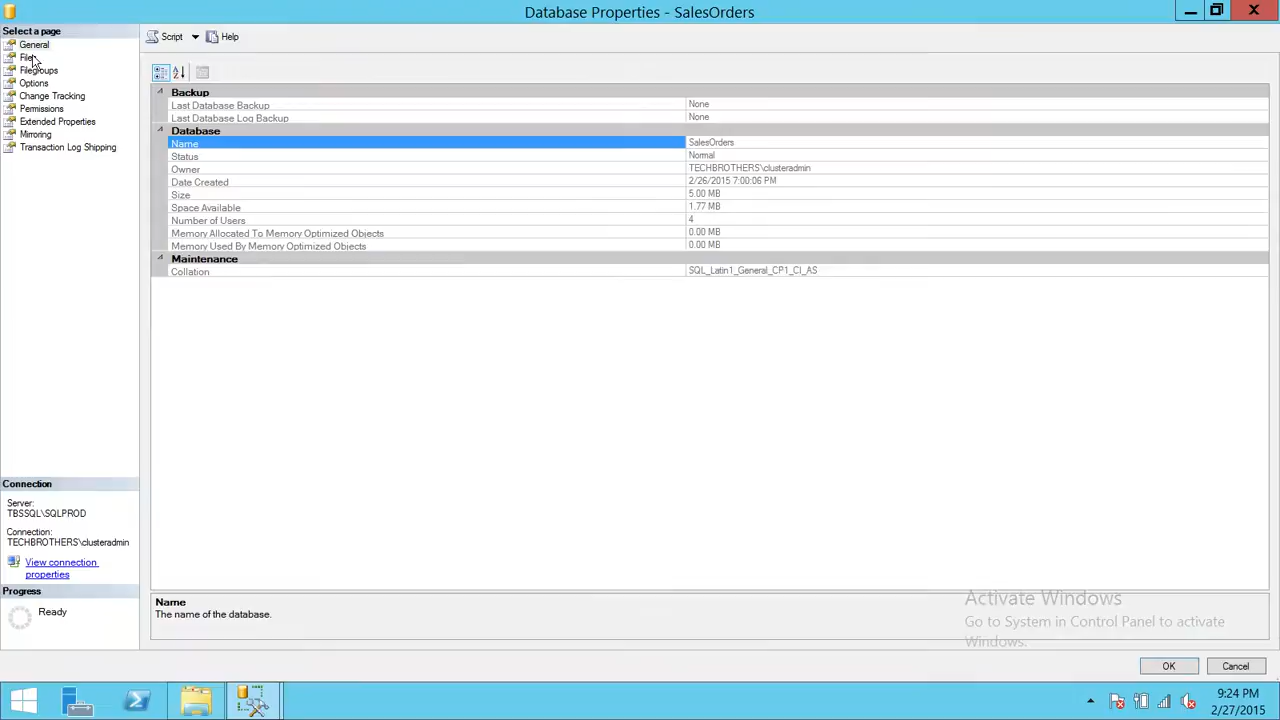 Database Properties - SalesOrders
Select a page
General
Files
Filegroups
Options
Change Tracking
Permissions
Extended Properties
Mirroring
Transaction Log Shipping
Script
Help
Backup
Last Database Backup None
Last Database Log Backup None
Database
Name SalesOrders
Status Normal
Owner TECHBROTHERS\clusteradmin
Date Created 2/26/2015 7:00:06 PM
Size 5.00 MB
Space Available 1.77 MB
Number of Users 4
Memory Allocated To Memory Optimized Objects 0.00 MB
Memory Used By Memory Optimized Objects 0.00 MB
Maintenance
Collation SQL_Latin1_General_CP1_CI_AS
Connection
Server:
TBSSQL\SQLPROD
Connection:
TECHBROTHERS\clusteradmin
View connection
properties
Progress
Ready
Name
The name of the database.
Activate Windows
Go to System in Control Panel to activate
Windows.
OK
Cancel
9:24 PM
2/27/2015